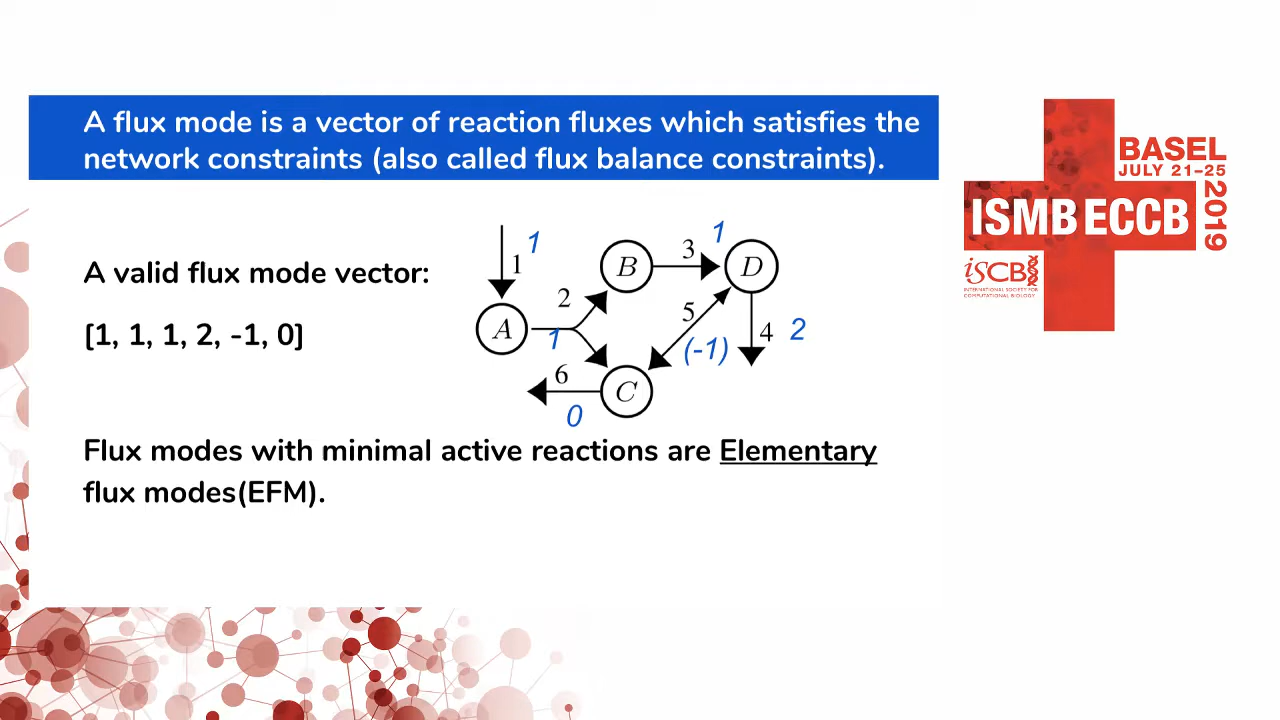 A flux mode is a vector of reaction fluxes which satisfies the
network constraints (also called flux balance constraints).
BASEL
JULY 21–25
2019
ISMB ECCB
ISCB
INTERNATIONAL SOCIETY FOR
COMPUTATIONAL BIOLOGY
A valid flux mode vector:
[1, 1, 1, 2, -1, 0]
1
1
A
2
1
B
3
1
D
5
(-1)
4
2
6
0
C
Flux modes with minimal active reactions are Elementary
flux modes(EFM).